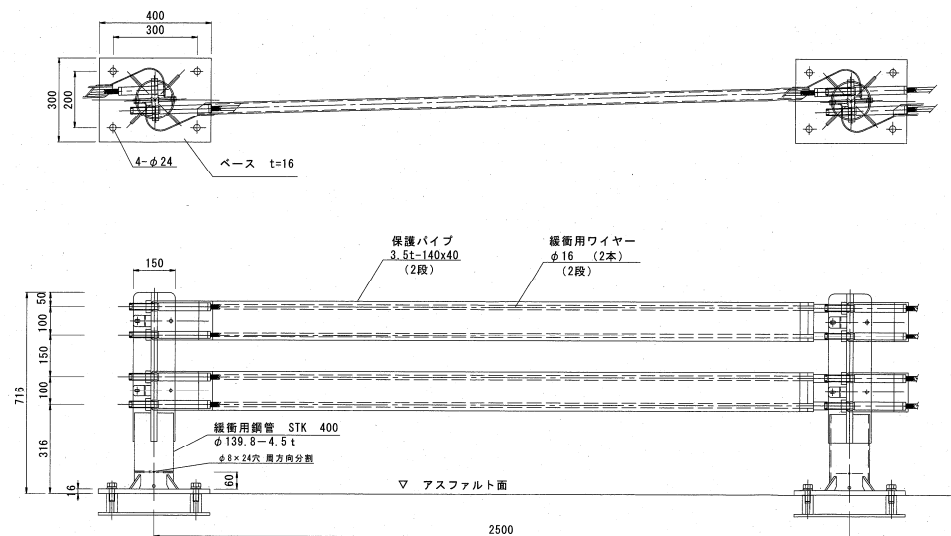 400
300
300
200
4-φ24
ベース t=16
保護パイプ
3.5t-140x40
(2段)
緩衝用ワイヤー
φ16 (2本)
(2段)
150
50
100
150
100
316
716
16
緩衝用鋼管 STK 400
φ139.8-4.5t
φ8×24穴 周方向分割
60
▽ アスファルト面
2500